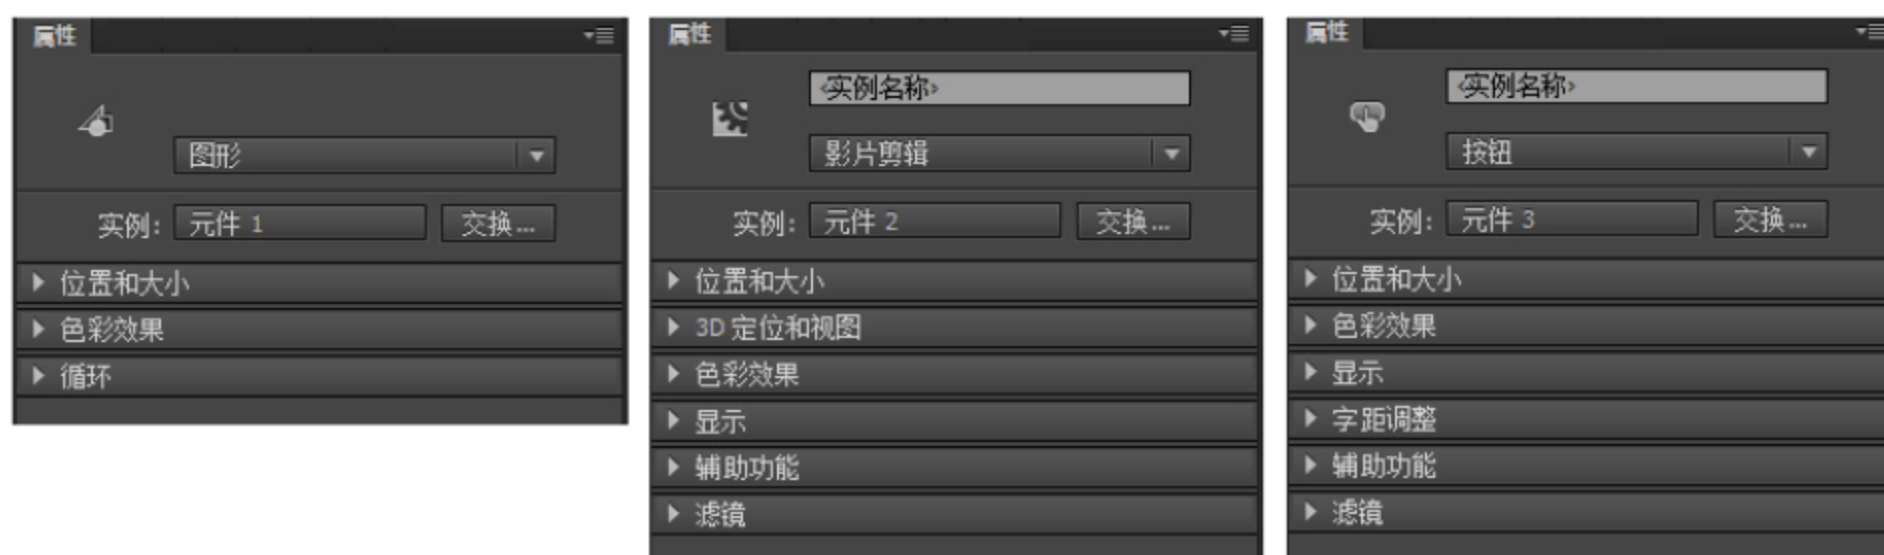 属性
图形
实例: 元件 1 交换...
位置和大小
色彩效果
循环
属性
<实例名称>
影片剪辑
实例: 元件 2 交换...
位置和大小
3D 定位和视图
色彩效果
显示
辅助功能
滤镜
属性
<实例名称>
按钮
实例: 元件 3 交换...
位置和大小
色彩效果
显示
字距调整
辅助功能
滤镜